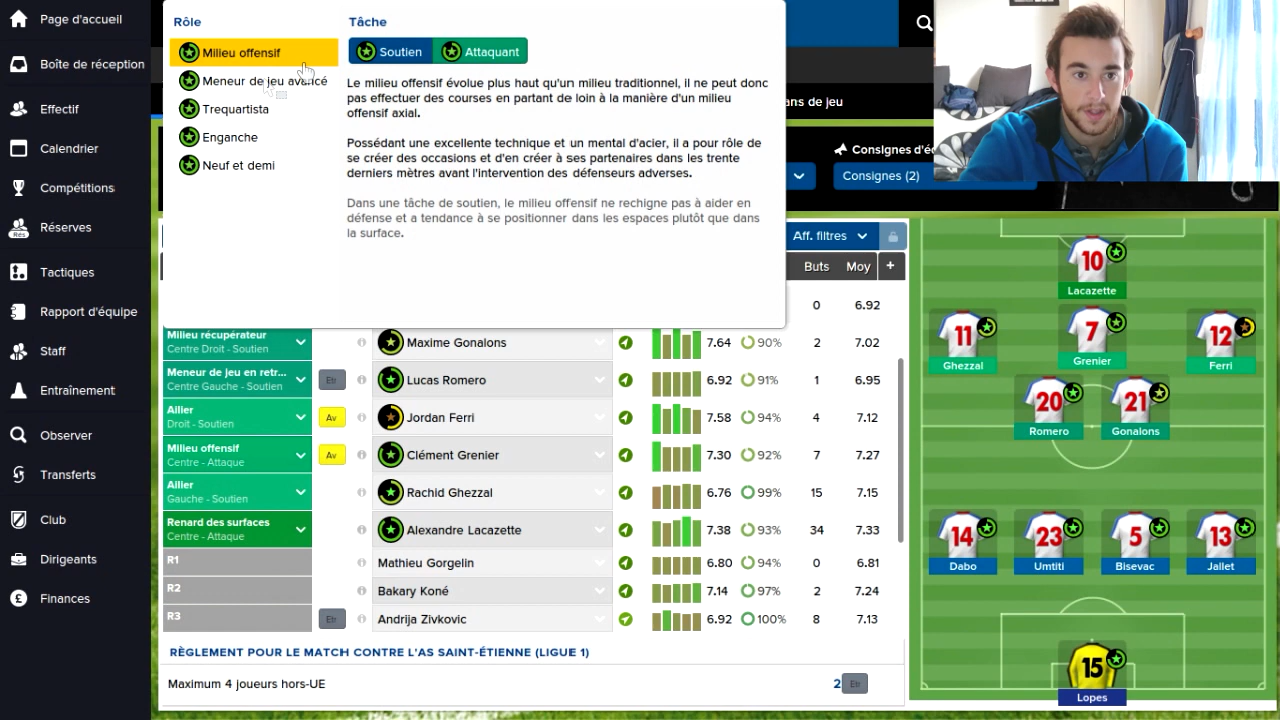 Page d'accueil
Boîte de réception
Effectif
Calendrier
Compétitions
Réserves
Tactiques
Rapport d'équipe
Staff
Entraînement
Observer
Transferts
Club
Dirigeants
Finances
Rôle
Milieu offensif
Meneur de jeu avancé
Trequartista
Enganche
Neuf et demi
Tâche
Soutien
Attaquant
Le milieu offensif évolue plus haut qu'un milieu traditionnel, il ne peut donc
pas effectuer des courses en partant de loin à la manière d'un milieu
offensif axial.
Possédant une excellente technique et un mental d'acier, il a pour rôle de
se créer des occasions et d'en créer à ses partenaires dans les trente
derniers mètres avant l'intervention des défenseurs adverses.
Dans une tâche de soutien, le milieu offensif ne rechigne pas à aider en
défense et a tendance à se positionner dans les espaces plutôt que dans
la surface.
ans de jeu
Consignes d'éq
Consignes (2)
Aff. filtres
Buts Moy +
0 6.92
Milieu récupérateur
Centre Droit - Soutien
Maxime Gonalons 7.64 90% 2 7.02
Meneur de jeu en retr...
Centre Gauche - Soutien
Etr Lucas Romero 6.92 91% 1 6.95
Ailier
Droit - Soutien
Av Jordan Ferri 7.58 94% 4 7.12
Milieu offensif
Centre - Attaque
Av Clément Grenier 7.30 92% 7 7.27
Ailier
Gauche - Soutien
Rachid Ghezzal 6.76 99% 15 7.15
Renard des surfaces
Centre - Attaque
Alexandre Lacazette 7.38 93% 34 7.33
R1 Mathieu Gorgelin 6.80 94% 0 6.81
R2 Bakary Koné 7.14 97% 2 7.24
R3 Etr Andrija Zivkovic 6.92 100% 8 7.13
RÈGLEMENT POUR LE MATCH CONTRE L'AS SAINT-ÉTIENNE (LIGUE 1)
Maximum 4 joueurs hors-UE 2 Etr
10
Lacazette
11 7 12
Ghezzal Grenier Ferri
20 21
Romero Gonalons
14 23 5 13
Dabo Umtiti Bisevac Jallet
15
Lopes